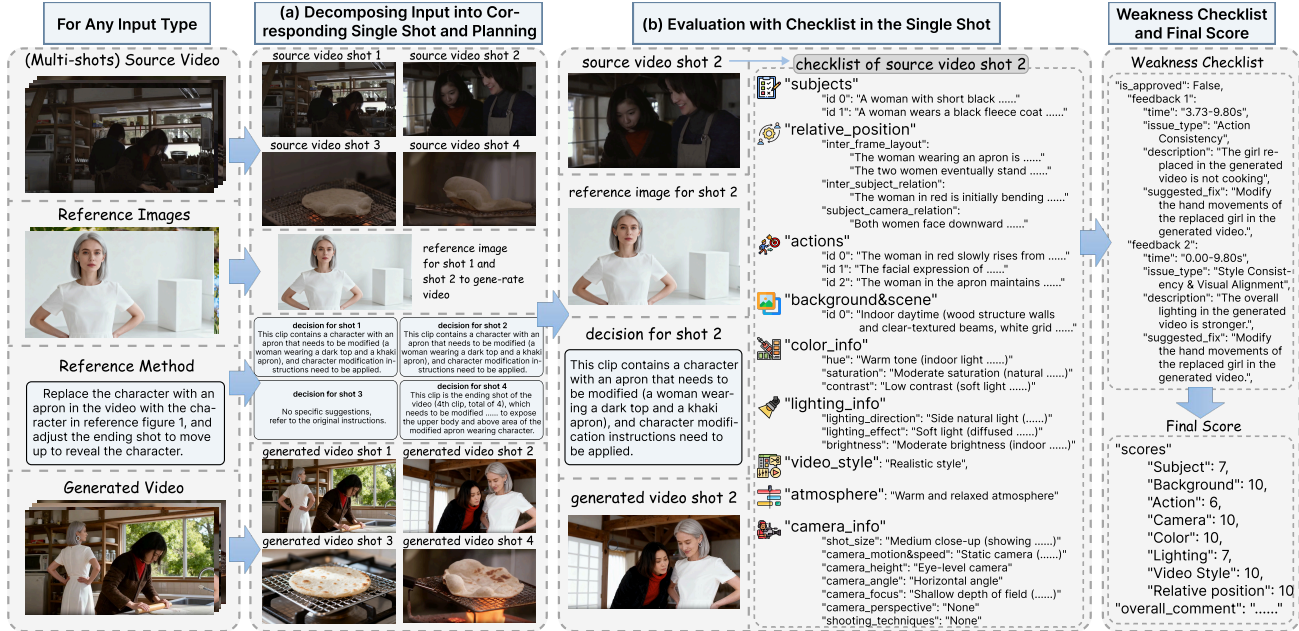 For Any Input Type
(Multi-shots) Source Video
Reference Images
Reference Method
Replace the character with an
apron in the video with the cha-
racter in reference figure 1, and
adjust the ending shot to move
up to reveal the character.
Generated Video
(a) Decomposing Input into Cor-
responding Single Shot and Planning
source video shot 1
source video shot 2
source video shot 3
source video shot 4
reference image
for shot 1 and
shot 2 to gene-rate
video
decision for shot 1
This clip contains a character with an
apron that needs to be modified (a
woman wearing a dark top and a khaki
apron), and character modification in-
structions need to be applied.
decision for shot 2
This clip contains a character with an
apron that needs to be modified (a
woman wearing a dark top and a khaki
apron), and character modification in-
structions need to be applied.
decision for shot 3
No specific suggestions,
refer to the original instructions.
decision for shot 4
This clip is the ending shot of the
video (4th clip, total of 4), which
needs to be modified ...... to expose
the upper body and above area of the
modified apron wearing character.
generated video shot 1
generated video shot 2
generated video shot 3
generated video shot 4
(b) Evaluation with Checklist in the Single Shot
source video shot 2
reference image for shot 2
decision for shot 2
This clip contains a character
with an apron that needs to
be modified (a woman wear-
ing a dark top and a khaki
apron), and character modifi-
cation instructions need to
be applied.
generated video shot 2
checklist of source video shot 2
"subjects"
"id 0": "A woman with short black ......"
"id 1": "A woman wears a black fleece coat ......"
"relative_position"
"inter_frame_layout":
"The woman wearing an apron is ......"
"The two women eventually stand ......"
"inter_subject_relation":
"The woman in red is initially bending ......"
"subject_camera_relation":
"Both women face downward ......"
"actions"
"id 0": "The woman in red slowly rises from ......"
"id 1": "The facial expression of ......"
"id 2": "The woman in the apron maintains ......"
"background&scene"
"id 0": "Indoor daytime (wood structure walls
and clear-textured beams, white grid ......"
"color_info"
"hue": "Warm tone (indoor light ......)"
"saturation": "Moderate saturation (natural ......)"
"contrast": "Low contrast (soft light ......)"
"lighting_info"
"lighting_direction": "Side natural light (......)"
"lighting_effect": "Soft light (diffused ......)"
"brightness": "Moderate brightness (indoor ......)"
"video_style": "Realistic style",
"atmosphere": "Warm and relaxed atmosphere"
"camera_info"
"shot_size": "Medium close-up (showing ......)"
"camera_motion&speed": "Static camera (......)"
"camera_height": "Eye-level camera"
"camera_angle": "Horizontal angle"
"camera_focus": "Shallow depth of field (......)"
"camera_perspective": "None"
"shooting_techniques": "None"
Weakness Checklist
and Final Score
Weakness Checklist
"is_approved": False,
"feedback 1":
"time": "3.73-9.80s",
"issue_type": "Action
Consistency",
"description": "The girl re-
placed in the generated
video is not cooking",
"suggested_fix": "Modify
the hand movements of
the replaced girl in the
generated video.",
"feedback 2":
"time": "0.00-9.80s",
"issue_type": "Style Consist-
ency & Visual Alignment",
"description": "The overall
lighting in the generated
video is stronger.",
"suggested_fix": "Modify
the hand movements of
the replaced girl in the
generated video.",
Final Score
"scores"
"Subject": 7,
"Background": 10,
"Action": 6,
"Camera": 10,
"Color": 10,
"Lighting": 7,
"Video Style": 10,
"Relative position": 10
"overall_comment": "......"